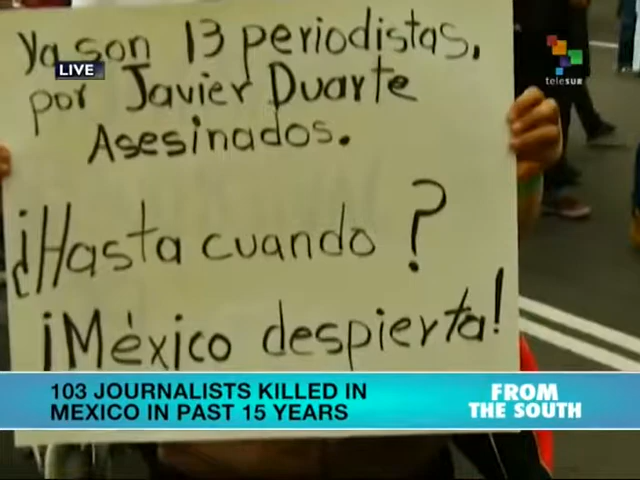 Ya son 13 periodistas,
LIVE
por Javier Duarte
Asesinados.
teleSUR
¿Hasta cuando?
¡México despierta!
103 JOURNALISTS KILLED IN
MEXICO IN PAST 15 YEARS
FROM
THE SOUTH